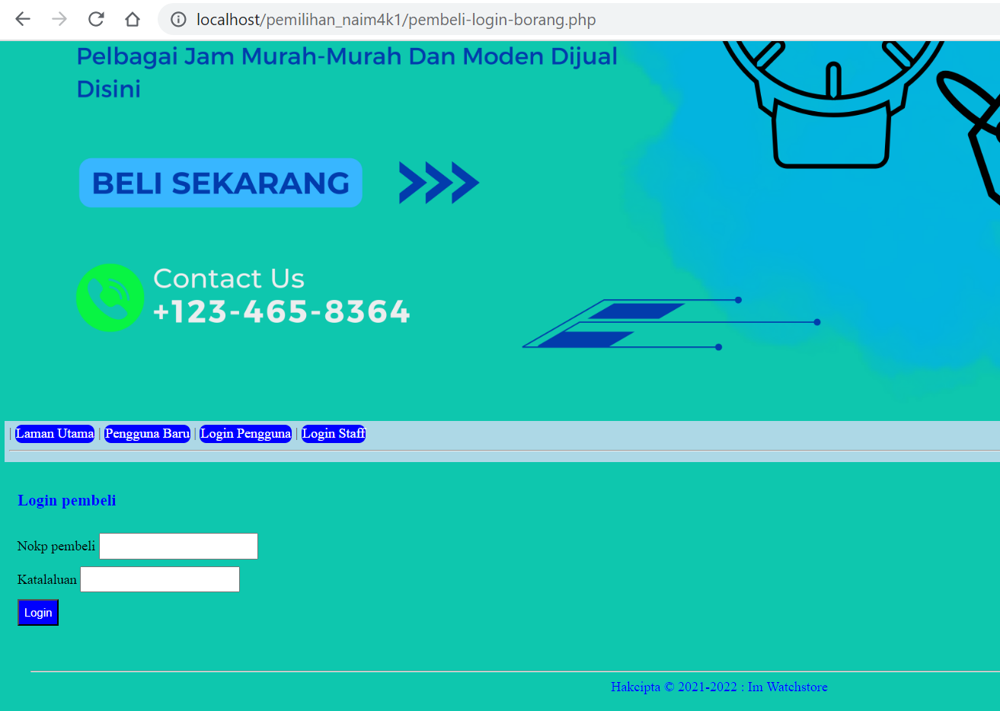 localhost/pemilihan_naim4k1/pembeli-login-borang.php
Pelbagai Jam Murah-Murah Dan Moden Dijual
Disini
BELI SEKARANG
Contact Us
+123-465-8364
| Laman Utama | Pengguna Baru | Login Pengguna | Login Staff
Login pembeli
Nokp pembeli
Katalaluan
Login
Hakcipta © 2021-2022 : Im Watchstore